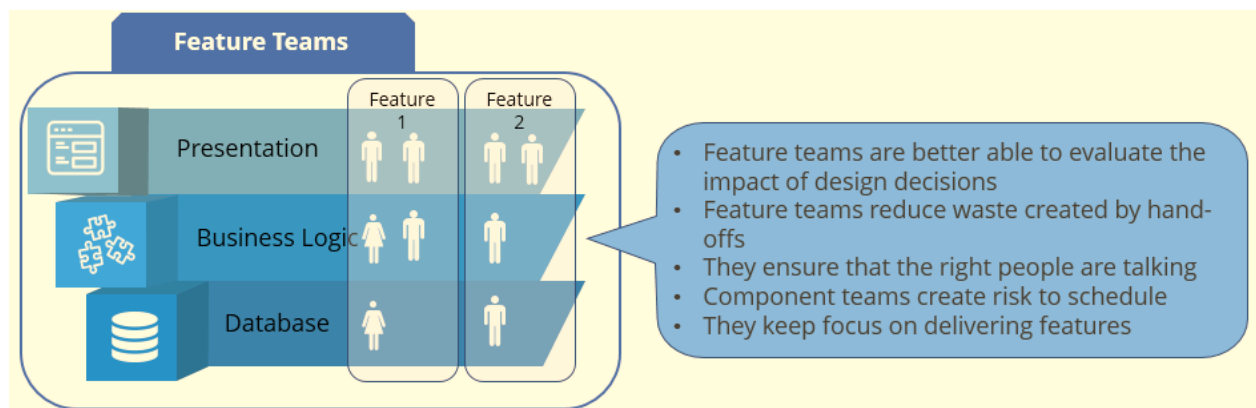 Feature Teams
Feature
1
Feature
2
Presentation
Business Logic
Database
• Feature teams are better able to evaluate the
impact of design decisions
• Feature teams reduce waste created by hand-
offs
• They ensure that the right people are talking
• Component teams create risk to schedule
• They keep focus on delivering features